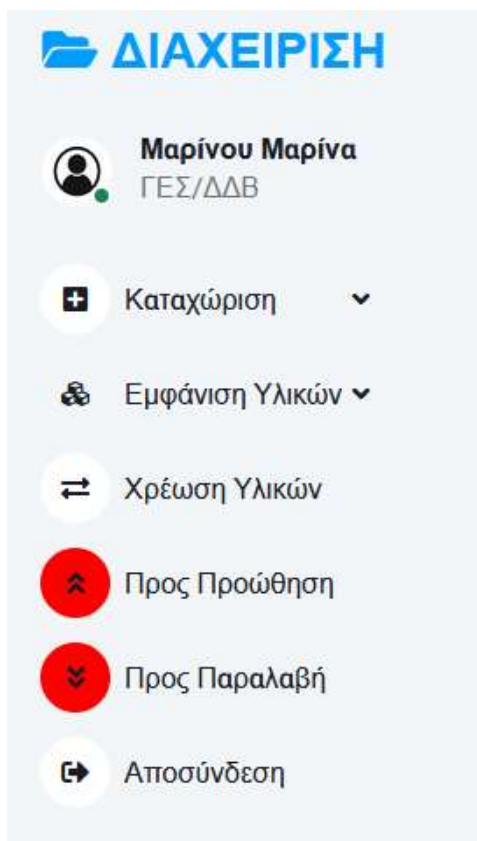 ΔΙΑΧΕΙΡΙΣΗ
Μαρίνου Μαρίνα
ΓΕΣ/ΔΔΒ
Καταχώριση
Εμφάνιση Υλικών
Χρέωση Υλικών
Προς Προώθηση
Προς Παραλαβή
Αποσύνδεση